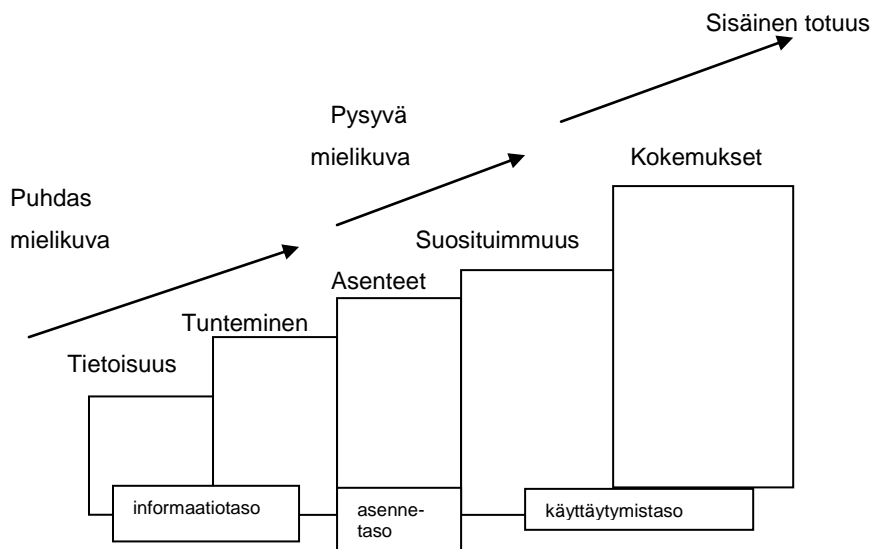 Sisäinen totuus
Pysyvä
mielikuva
Kokemukset
Puhdas
mielikuva
Suosituimmuus
Asenteet
Tunteminen
Tietoisuus
informaatiotaso
asenne-
taso
käyttäytymistaso